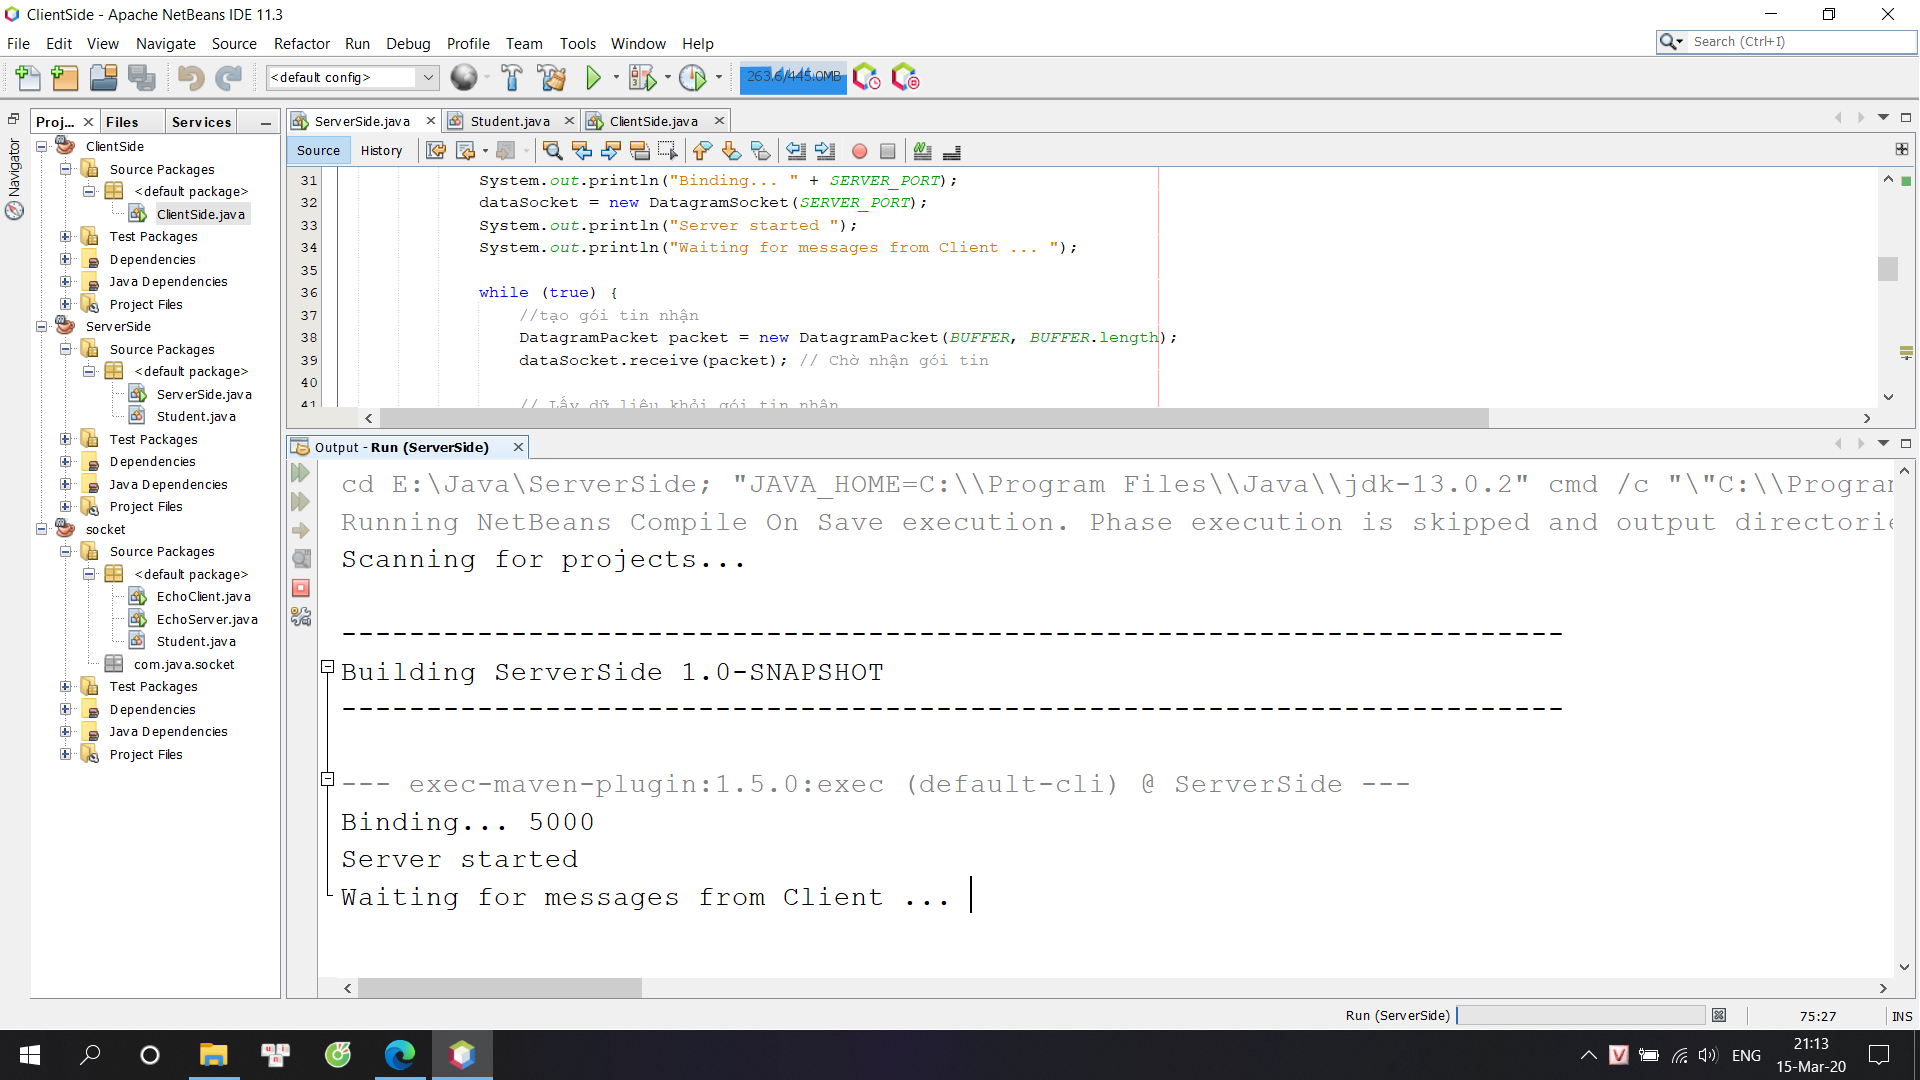 ClientSide - Apache NetBeans IDE 11.3
File Edit View Navigate Source Refactor Run Debug Profile Team Tools Window Help
Search (Ctrl+I)
<default config>
263.6/445.0MB
Proj... Files Services
Navigator
ClientSide
Source Packages
<default package>
ClientSide.java
Test Packages
Dependencies
Java Dependencies
Project Files
ServerSide
Source Packages
<default package>
ServerSide.java
Student.java
Test Packages
Dependencies
Java Dependencies
Project Files
socket
Source Packages
<default package>
EchoClient.java
EchoServer.java
Student.java
com.java.socket
Test Packages
Dependencies
Java Dependencies
Project Files
ServerSide.java Student.java ClientSide.java
Source History
31 System.out.println("Binding... " + SERVER_PORT);
32 dataSocket = new DatagramSocket(SERVER_PORT);
33 System.out.println("Server started ");
34 System.out.println("Waiting for messages from Client ... ");
35
36 while (true) {
37 //tạo gói tin nhận
38 DatagramPacket packet = new DatagramPacket(BUFFER, BUFFER.length);
39 dataSocket.receive(packet); // Chờ nhận gói tin
40
41 // Lấy dữ liệu khỏi gói tin nhận
Output - Run (ServerSide)
cd E:\Java\ServerSide; "JAVA_HOME=C:\\Program Files\\Java\\jdk-13.0.2" cmd /c "\"C:\\Program
Running NetBeans Compile On Save execution. Phase execution is skipped and output directorie
Scanning for projects...
------------------------------------------------------------------------
Building ServerSide 1.0-SNAPSHOT
------------------------------------------------------------------------
--- exec-maven-plugin:1.5.0:exec (default-cli) @ ServerSide ---
Binding... 5000
Server started
Waiting for messages from Client ...
Run (ServerSide)
75:27
INS
ENG
21:13
15-Mar-20